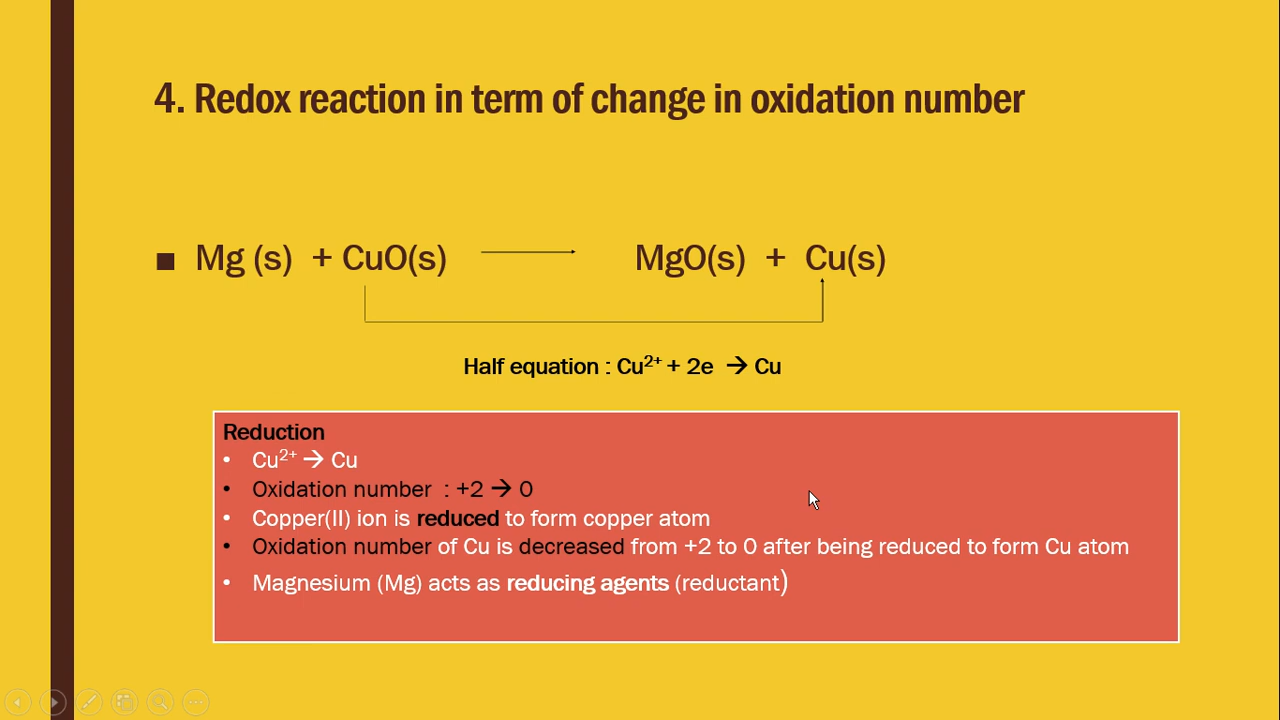 4. Redox reaction in term of change in oxidation number
■ Mg (s) + CuO(s) → MgO(s) + Cu(s)
Half equation : Cu²⁺ + 2e → Cu
Reduction
• Cu²⁺ → Cu
• Oxidation number : +2 → 0
• Copper(II) ion is reduced to form copper atom
• Oxidation number of Cu is decreased from +2 to 0 after being reduced to form Cu atom
• Magnesium (Mg) acts as reducing agents (reductant)